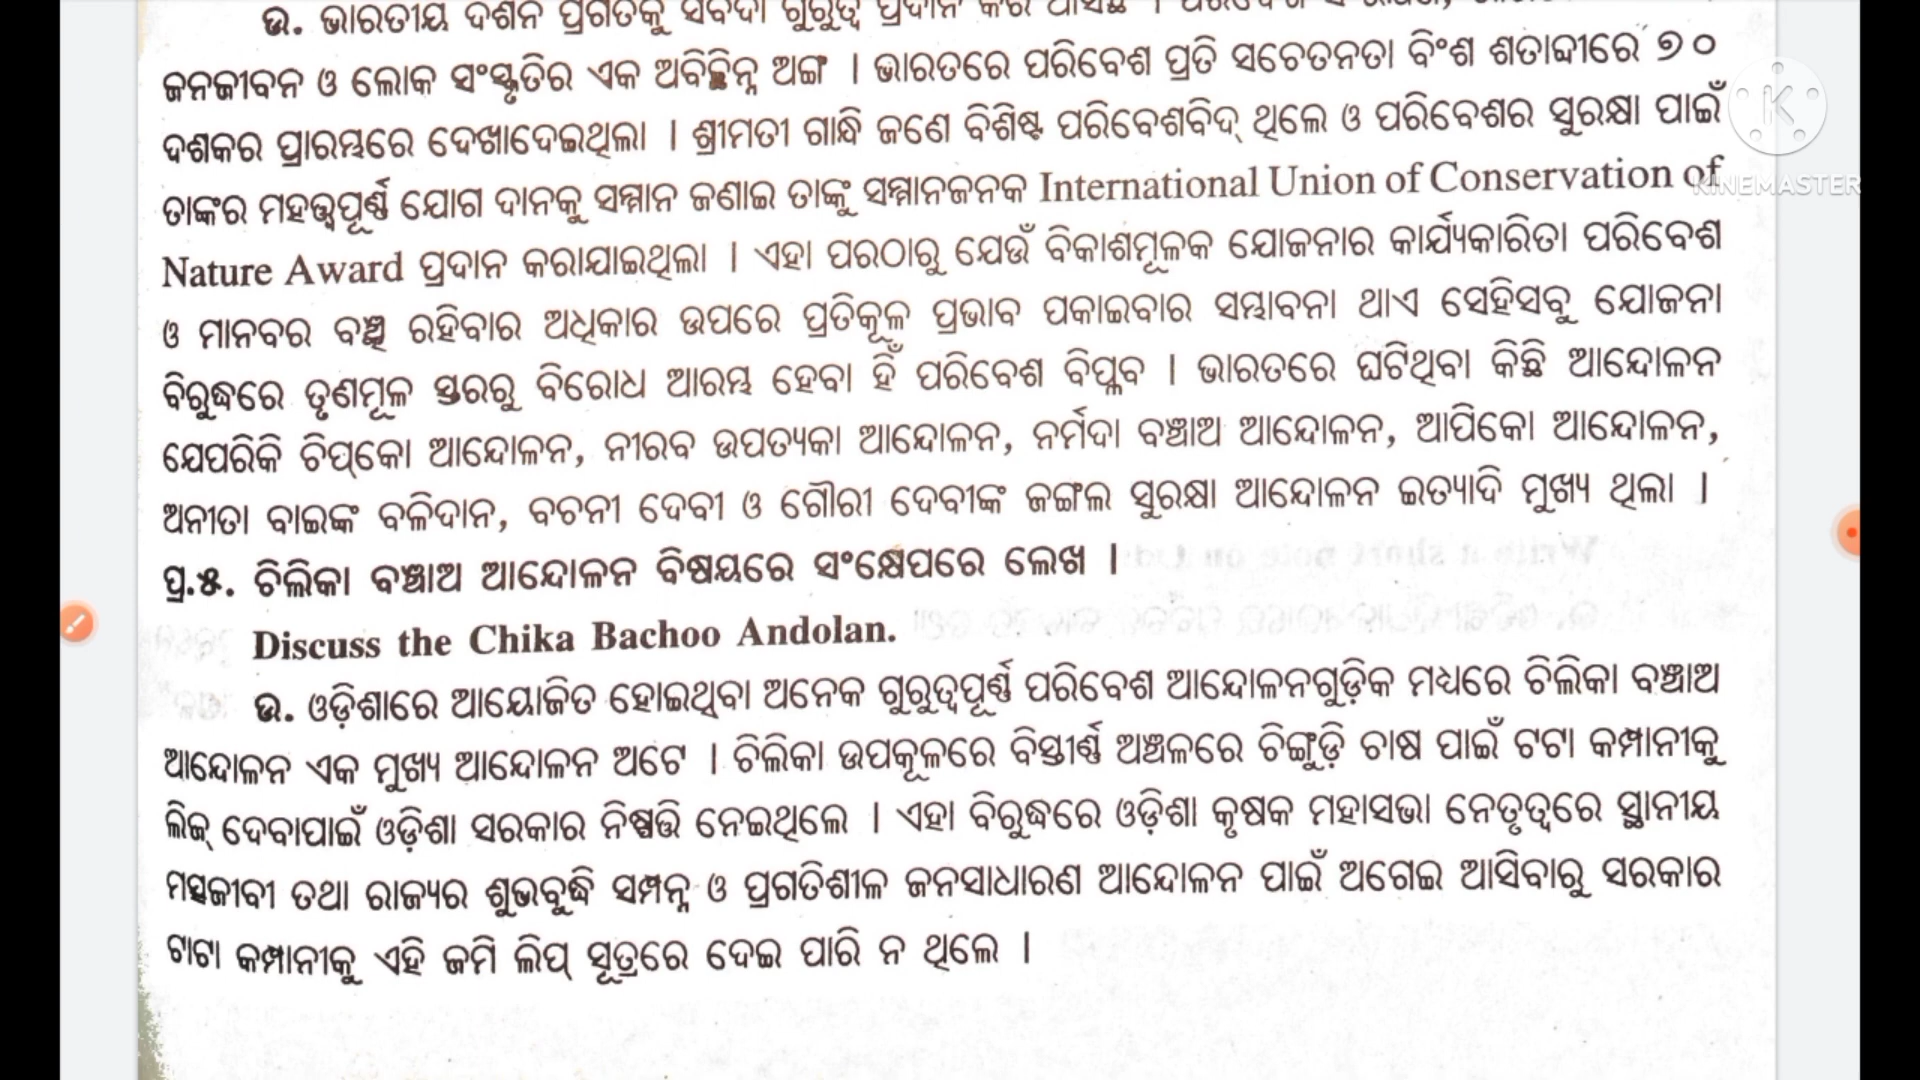 ଉ. ଭାରତୀୟ ଦର୍ଶନ ପ୍ରଗତିକୁ ସର୍ବଦା ଗୁରୁତ୍ୱ ପ୍ରଦାନ କରି ଆସିଛି ।
ଜନଜୀବନ ଓ ଲୋକ ସଂସ୍କୃତିର ଏକ ଅବିଚ୍ଛିନ୍ନ ଅଙ୍ଗ । ଭାରତରେ ପରିବେଶ ପ୍ରତି ସଚେତନତା ବିଂଶ ଶତାବ୍ଦୀରେ ୭୦
ଦଶକର ପ୍ରାରମ୍ଭରେ ଦେଖାଦେଇଥିଲା । ଶ୍ରୀମତୀ ଗାନ୍ଧି ଜଣେ ବିଶିଷ୍ଟ ପରିବେଶବିଦ୍ ଥିଲେ ଓ ପରିବେଶର ସୁରକ୍ଷା ପାଇଁ
ତାଙ୍କର ମହତ୍ତ୍ୱପୂର୍ଣ୍ଣ ଯୋଗ ଦାନକୁ ସମ୍ମାନ ଜଣାଇ ତାଙ୍କୁ ସମ୍ମାନଜନକ International Union of Conservation of
KINEMASTER
Nature Award ପ୍ରଦାନ କରାଯାଇଥିଲା । ଏହା ପରଠାରୁ ଯେଉଁ ବିକାଶମୂଳକ ଯୋଜନାର କାର୍ଯ୍ୟକାରିତା ପରିବେଶ
ଓ ମାନବର ବଞ୍ଚି ରହିବାର ଅଧିକାର ଉପରେ ପ୍ରତିକୂଳ ପ୍ରଭାବ ପକାଇବାର ସମ୍ଭାବନା ଥାଏ ସେହିସବୁ ଯୋଜନା
ବିରୁଦ୍ଧରେ ତୃଣମୂଳ ସ୍ତରରୁ ବିରୋଧ ଆରମ୍ଭ ହେବା ହିଁ ପରିବେଶ ବିପ୍ଳବ । ଭାରତରେ ଘଟିଥିବା କିଛି ଆନ୍ଦୋଳନ
ଯେପରିକି ଚିପ୍‌କୋ ଆନ୍ଦୋଳନ, ନୀରବ ଉପତ୍ୟକା ଆନ୍ଦୋଳନ, ନର୍ମଦା ବଞ୍ଚାଅ ଆନ୍ଦୋଳନ, ଆପିକୋ ଆନ୍ଦୋଳନ,
ଅନୀତା ବାଇଙ୍କ ବଳିଦାନ, ବଚନୀ ଦେବୀ ଓ ଗୌରୀ ଦେବୀଙ୍କ ଜଙ୍ଗଲ ସୁରକ୍ଷା ଆନ୍ଦୋଳନ ଇତ୍ୟାଦି ମୁଖ୍ୟ ଥିଲା ।
ପ୍ର.୫. ଚିଲିକା ବଞ୍ଚାଅ ଆନ୍ଦୋଳନ ବିଷୟରେ ସଂକ୍ଷେପରେ ଲେଖ ।
Discuss the Chika Bachoo Andolan.
ଉ. ଓଡ଼ିଶାରେ ଆୟୋଜିତ ହୋଇଥିବା ଅନେକ ଗୁରୁତ୍ୱପୂର୍ଣ୍ଣ ପରିବେଶ ଆନ୍ଦୋଳନଗୁଡ଼ିକ ମଧ୍ୟରେ ଚିଲିକା ବଞ୍ଚାଅ
ଆନ୍ଦୋଳନ ଏକ ମୁଖ୍ୟ ଆନ୍ଦୋଳନ ଅଟେ । ଚିଲିକା ଉପକୂଳରେ ବିସ୍ତୀର୍ଣ୍ଣ ଅଞ୍ଚଳରେ ଚିଙ୍ଗୁଡ଼ି ଚାଷ ପାଇଁ ଟଟା କମ୍ପାନୀକୁ
ଲିଜ୍ ଦେବାପାଇଁ ଓଡ଼ିଶା ସରକାର ନିଷ୍ପତ୍ତି ନେଇଥିଲେ । ଏହା ବିରୁଦ୍ଧରେ ଓଡ଼ିଶା କୃଷକ ମହାସଭା ନେତୃତ୍ୱରେ ସ୍ଥାନୀୟ
ମତ୍ସଜୀବୀ ତଥା ରାଜ୍ୟର ଶୁଭବୁଦ୍ଧି ସମ୍ପନ୍ନ ଓ ପ୍ରଗତିଶୀଳ ଜନସାଧାରଣ ଆନ୍ଦୋଳନ ପାଇଁ ଅଗେଇ ଆସିବାରୁ ସରକାର
ଟାଟା କମ୍ପାନୀକୁ ଏହି ଜମି ଲିପ୍ ସୂତ୍ରରେ ଦେଇ ପାରି ନ ଥିଲେ ।